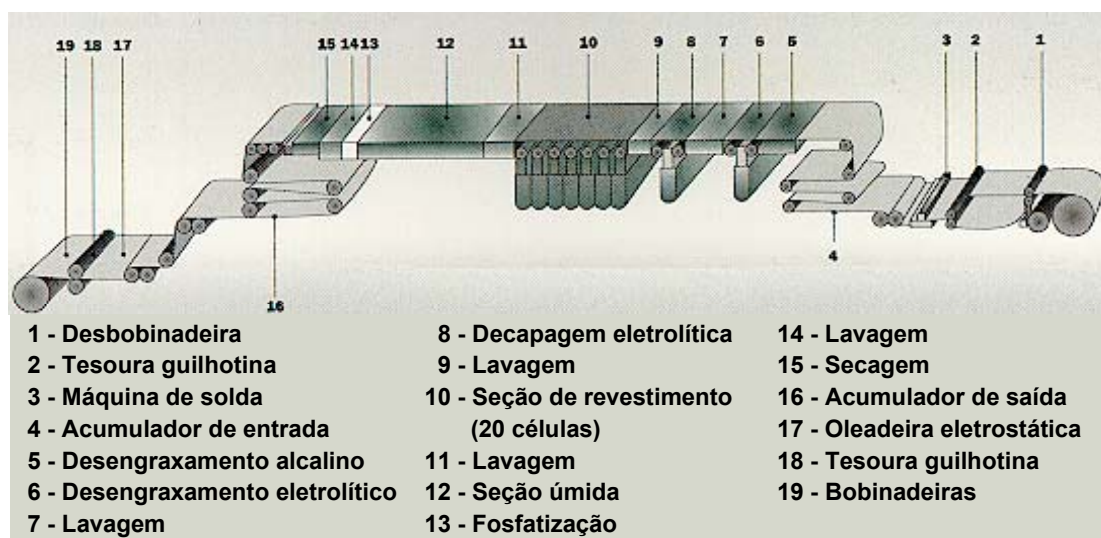 19 18 17 15 14 13 12 11 10 9 8 7 6 5 3 2 1
4
16
1 - Desbobinadeira
2 - Tesoura guilhotina
3 - Máquina de solda
4 - Acumulador de entrada
5 - Desengraxamento alcalino
6 - Desengraxamento eletrolítico
7 - Lavagem
8 - Decapagem eletrolítica
9 - Lavagem
10 - Seção de revestimento
(20 células)
11 - Lavagem
12 - Seção úmida
13 - Fosfatização
14 - Lavagem
15 - Secagem
16 - Acumulador de saída
17 - Oleadeira eletrostática
18 - Tesoura guilhotina
19 - Bobinadeiras